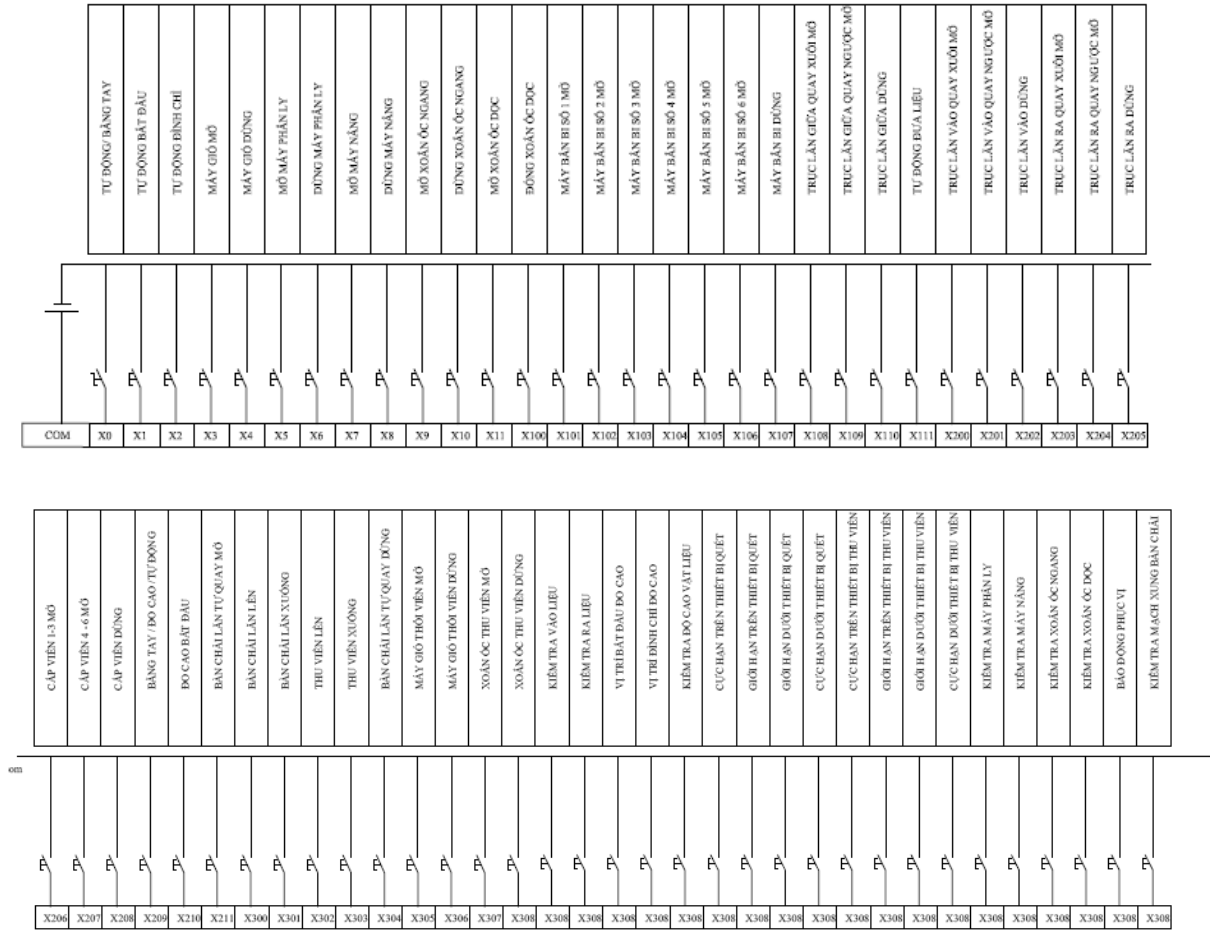 TỰ ĐỘNG/ BẰNG TAY
TỰ ĐỘNG BẮT ĐẦU
TỰ ĐỘNG ĐÌNH CHỈ
MÁY GIÓ MỞ
MÁY GIÓ DỪNG
MỞ MÁY PHÂN LY
DỪNG MÁY PHÂN LY
MỞ MÁY NÂNG
DỪNG MÁY NÂNG
MỞ XOẮN ỐC NGANG
DỪNG XOẮN ỐC NGANG
MỞ XOẮN ỐC DỌC
ĐÓNG XOẮN ỐC DỌC
MÁY BẮN BI SỐ 1 MỞ
MÁY BẮN BI SỐ 2 MỞ
MÁY BẮN BI SỐ 3 MỞ
MÁY BẮN BI SỐ 4 MỞ
MÁY BẮN BI SỐ 5 MỞ
MÁY BẮN BI SỐ 6 MỞ
MÁY BẮN BI DỪNG
TRỤC LĂN GIỮA QUAY XUÔI MỞ
TRỤC LĂN GIỮA QUAY NGƯỢC MỞ
TRỤC LĂN GIỮA DỪNG
TỰ ĐỘNG ĐƯA LIỆU
TRỤC LĂN VÀO QUAY XUÔI MỞ
TRỤC LĂN VÀO QUAY NGƯỢC MỞ
TRỤC LĂN VÀO DỪNG
TRỤC LĂN RA QUAY XUÔI MỞ
TRỤC LĂN RA QUAY NGƯỢC MỞ
TRỤC LĂN RA DỪNG
COM X0 X1 X2 X3 X4 X5 X6 X7 X8 X9 X10 X11 X100 X101 X102 X103 X104 X105 X106 X107 X108 X109 X110 X111 X200 X201 X202 X203 X204 X205
CẤP VIÊN 1-3 MỞ
CẤP VIÊN 4 - 6 MỞ
CẤP VIÊN DỪNG
BẰNG TAY / ĐO CAO /TỰ ĐỘNG
ĐO CAO BẮT ĐẦU
BÀN CHẢI LĂN TỰ QUAY MỞ
BÀN CHẢI LĂN LÊN
BÀN CHẢI LĂN XUỐNG
THU VIÊN LÊN
THU VIÊN XUỐNG
BÀN CHẢI LĂN TỰ QUAY DỪNG
MÁY GIÓ THỔI VIÊN MỞ
MÁY GIÓ THỔI VIÊN DỪNG
XOẮN ỐC THU VIÊN MỞ
XOẮN ỐC THU VIÊN DỪNG
KIỂM TRA VÀO LIỆU
KIỂM TRA RA LIỆU
VỊ TRÍ BẮT ĐẦU ĐO CAO
VỊ TRÍ ĐÌNH CHỈ ĐO CAO
KIỂM TRA ĐỘ CAO VẬT LIỆU
CỰC HẠN TRÊN THIẾT BỊ QUÉT
GIỚI HẠN TRÊN THIẾT BỊ QUÉT
GIỚI HẠN DƯỚI THIẾT BỊ QUÉT
CỰC HẠN DƯỚI THIẾT BỊ QUÉT
CỰC HẠN TRÊN THIẾT BỊ THU VIÊN
GIỚI HẠN TRÊN THIẾT BỊ THU VIÊN
GIỚI HẠN DƯỚI THIẾT BỊ THU VIÊN
CỰC HẠN DƯỚI THIẾT BỊ THU VIÊN
KIỂM TRA MÁY PHÂN LY
KIỂM TRA MÁY NÂNG
KIỂM TRA XOẮN ỐC NGANG
KIỂM TRA XOẮN ỐC DỌC
BÁO ĐỘNG PHỤC VỊ
KIỂM TRA MẠCH XUNG BÀN CHẢI
om
X206 X207 X208 X209 X210 X211 X300 X301 X302 X303 X304 X305 X306 X307 X308 X308 X308 X308 X308 X308 X308 X308 X308 X308 X308 X308 X308 X308 X308 X308 X308 X308 X308 X308